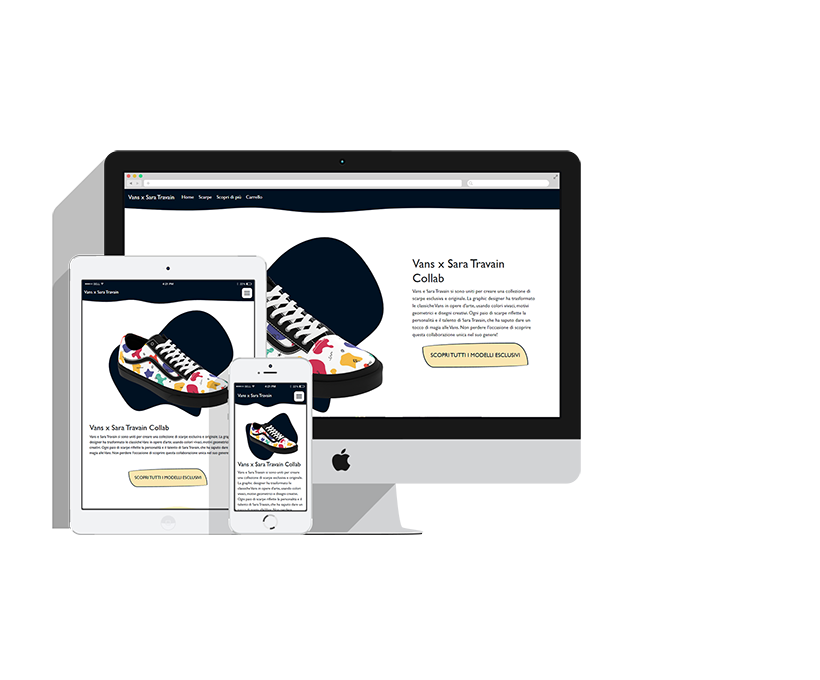 Vans x Sara Travain Home Scarpe Scopri di più Carrello
Vans x Sara Travain
Collab
Vans x Sara Travain si sono uniti per creare una collezione di
scarpe esclusiva e originale. La graphic designer ha trasformato
le classiche Vans in opere d'arte, usando colori vivaci, motivi
geometrici e disegni creativi. Ogni paio di scarpe riflette la
personalità e il talento di Sara Travain, che ha saputo dare un
tocco di magia alle Vans. Non perdere l'occasione di scoprire
questa collaborazione unica nel suo genere!
SCOPRI TUTTI I MODELLI ESCLUSIVI
4:21 PM
Vans x Sara Travain
Vans x Sara Travain Collab
Vans x Sara Travain si sono uniti per creare una collezione di scarpe esclusiva e originale. La graphic
designer ha trasformato le classiche Vans in opere d'arte, usando colori vivaci, motivi geometrici e disegni
creativi. Ogni paio di scarpe riflette la personalità e il talento di Sara Travain, che ha saputo dare
magia alle Vans. Non perdere l'occasione di scoprire questa collaborazione unica nel suo
SCOPRI TUTTI I MODELLI ESCLUSIVI
4:21 PM
Vans x Sara Travain
Vans x Sara Travain Collab
Vans x Sara Travain si sono uniti per creare
una collezione di scarpe esclusiva e originale.
La graphic designer ha trasformato le
classiche Vans in opere d'arte, usando colori
vivaci, motivi geometrici e disegni creativi.
Ogni paio di scarpe riflette la personalità e il
talento di Sara Travain, che ha saputo dare un